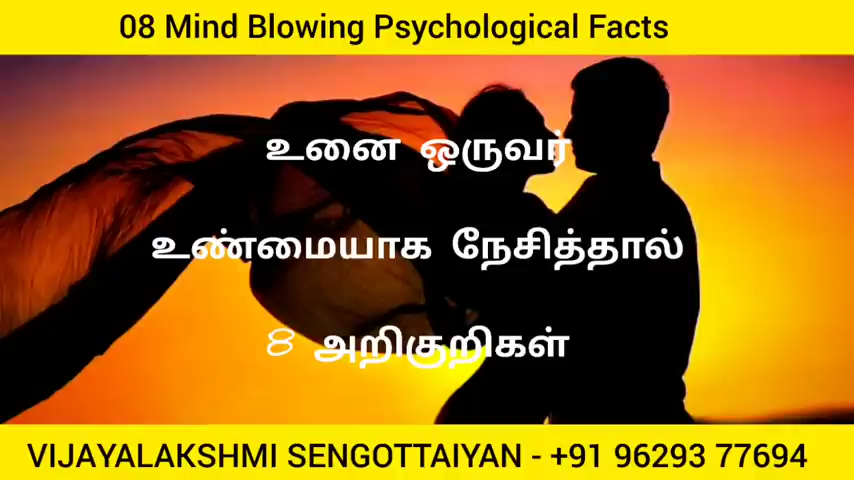 08 Mind Blowing Psychological Facts
உனை ஒருவர்
உண்மையாக நேசித்தால்
8 அறிகுறிகள்
VIJAYALAKSHMI SENGOTTAIYAN - +91 96293 77694